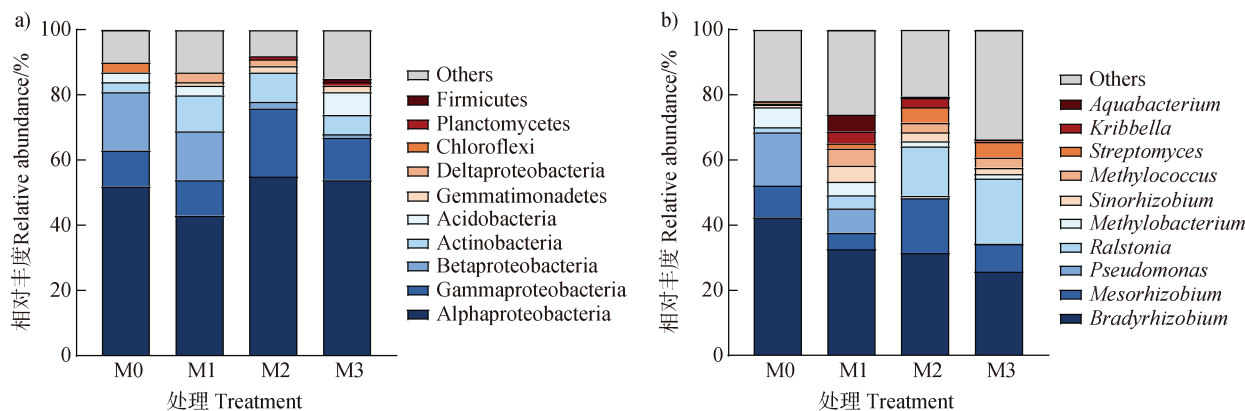 a)
相对丰度Relative abundance/%
100
80
60
40
20
0
M0 M1 M2 M3
处理 Treatment
Others
Firmicutes
Planctomycetes
Chloroflexi
Deltaproteobacteria
Gemmatimonadetes
Acidobacteria
Actinobacteria
Betaproteobacteria
Gammaproteobacteria
Alphaproteobacteria
b)
相对丰度 Relative abundance/%
100
80
60
40
20
0
M0 M1 M2 M3
处理 Treatment
Others
Aquabacterium
Kribbella
Streptomyces
Methylococcus
Sinorhizobium
Methylobacterium
Ralstonia
Pseudomonas
Mesorhizobium
Bradyrhizobium